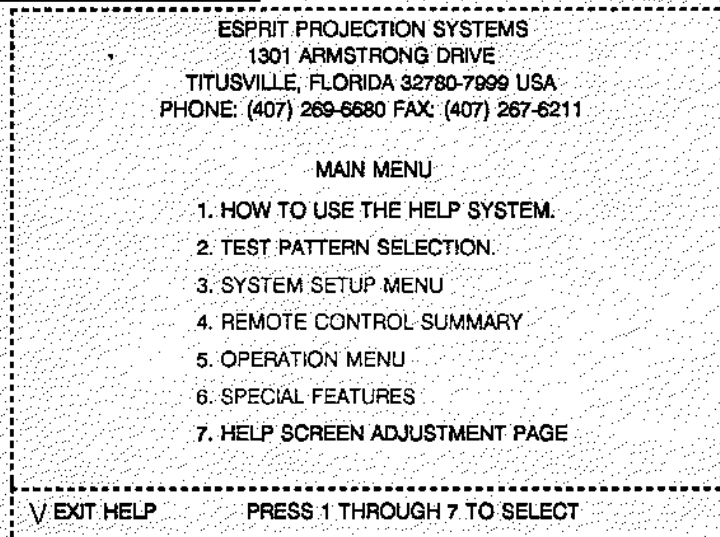 ESPRIT PROJECTION SYSTEMS
1301 ARMSTRONG DRIVE
TITUSVILLE, FLORIDA 32780-7999 USA
PHONE: (407) 269-6680 FAX: (407) 267-6211
MAIN MENU
1. HOW TO USE THE HELP SYSTEM.
2. TEST PATTERN SELECTION.
3. SYSTEM SETUP MENU
4. REMOTE CONTROL SUMMARY
5. OPERATION MENU
6. SPECIAL FEATURES
7. HELP SCREEN ADJUSTMENT PAGE
\/ EXIT HELP PRESS 1 THROUGH 7 TO SELECT